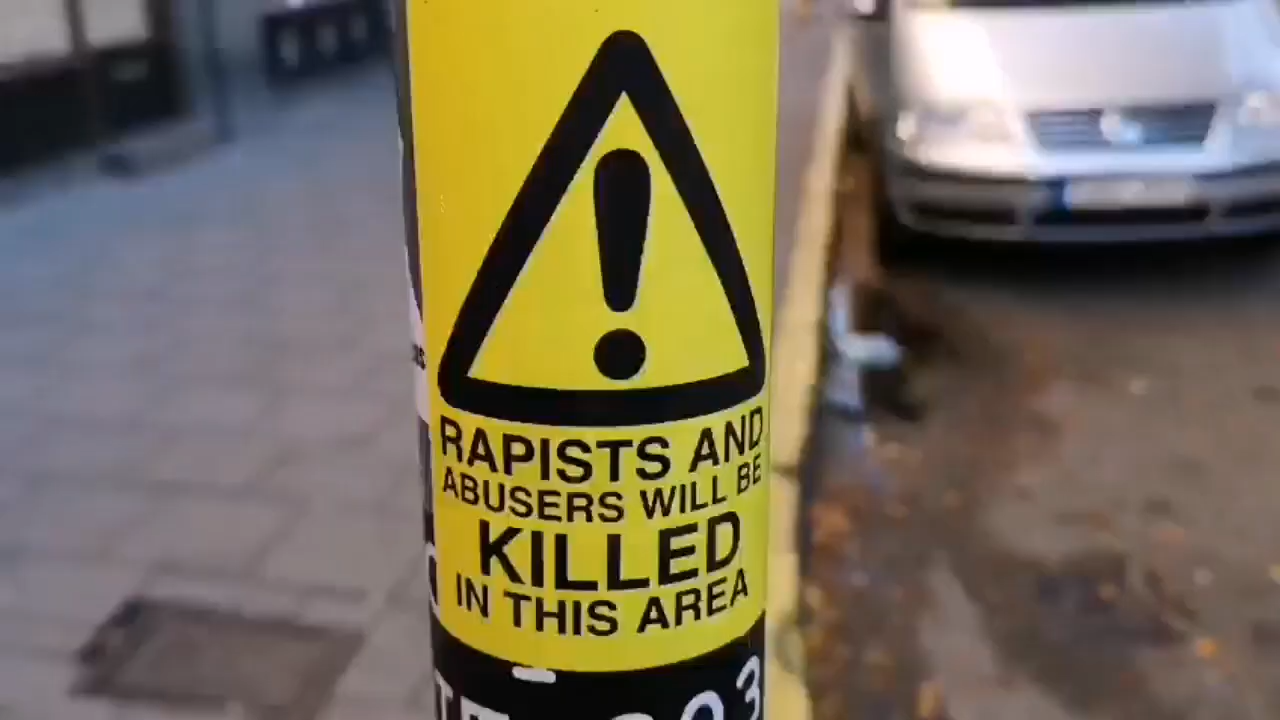 RAPISTS AND
ABUSERS WILL BE
KILLED
IN THIS AREA